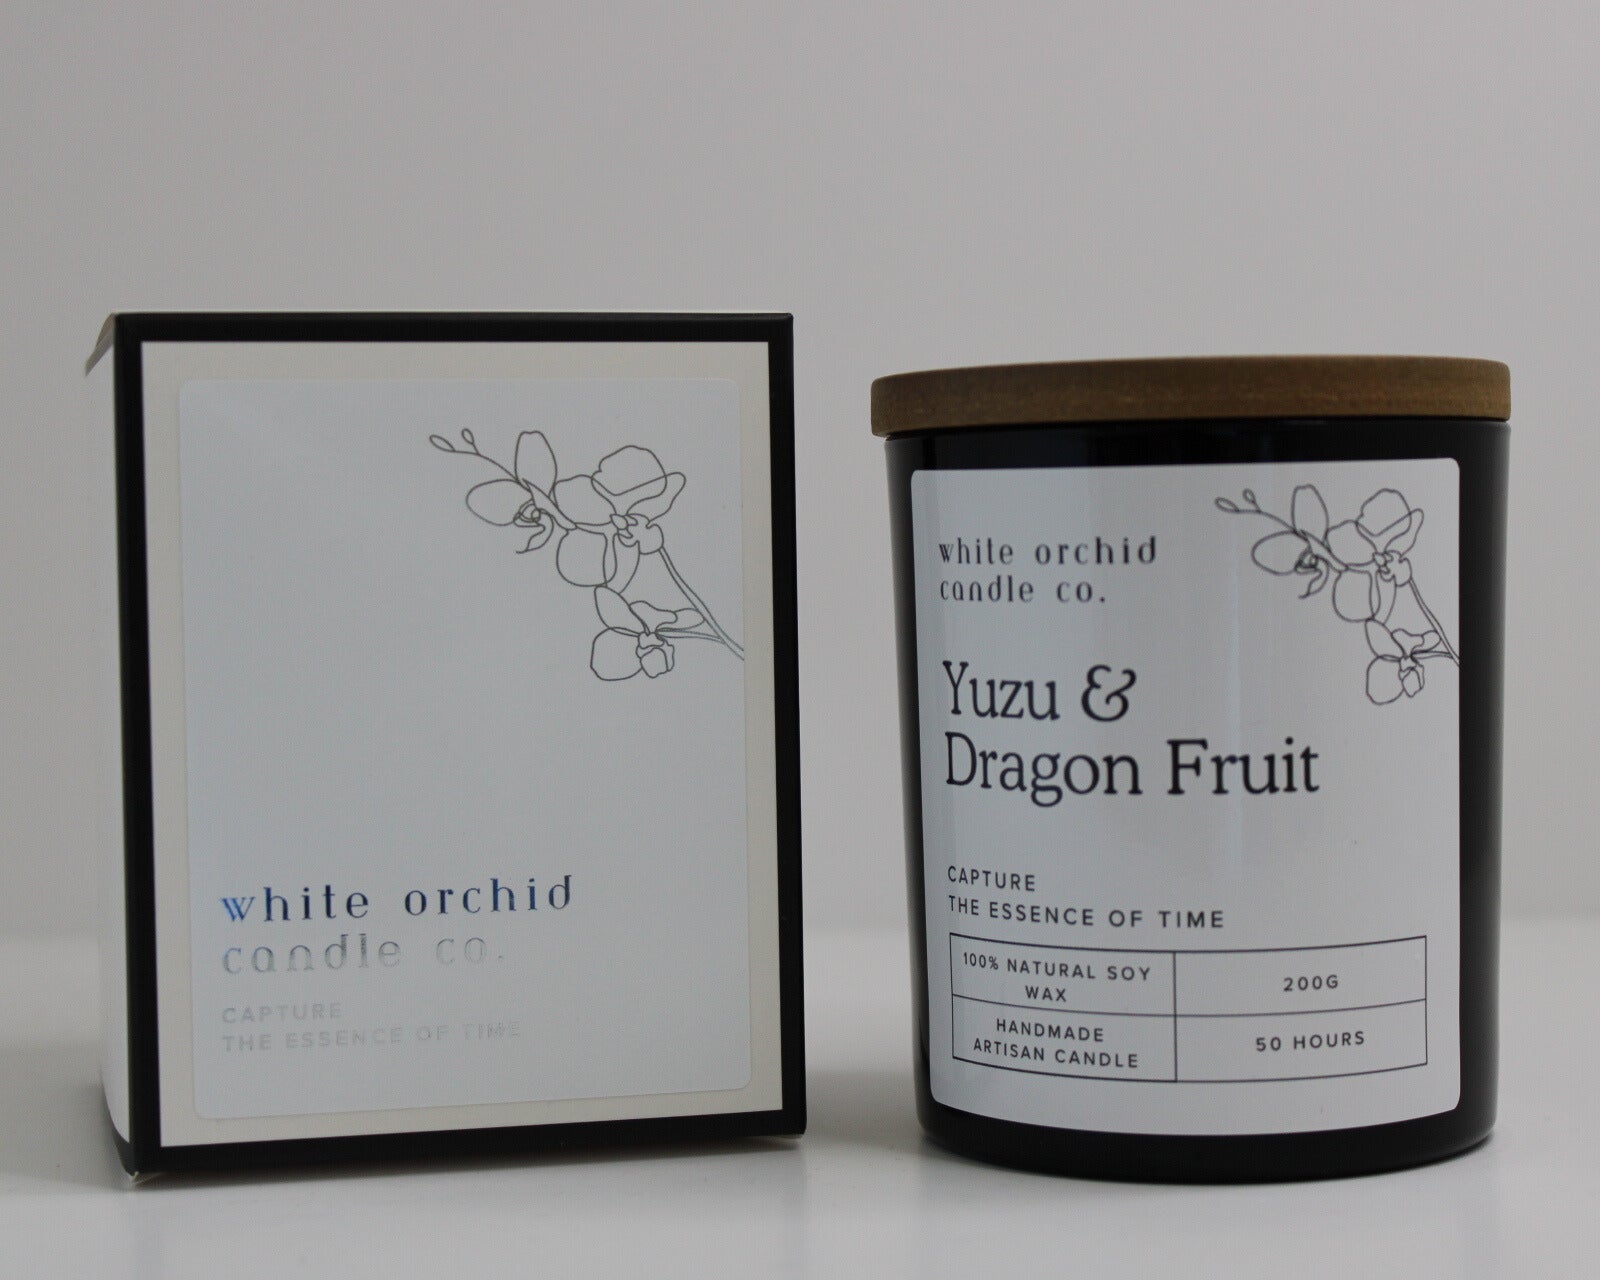 white orchid
candle co.
CAPTURE
THE ESSENCE OF TIME
white orchid
candle co.
Yuzu &
Dragon Fruit
CAPTURE
THE ESSENCE OF TIME
100% NATURAL SOY
WAX
200G
HANDMADE
ARTISAN CANDLE
50 HOURS